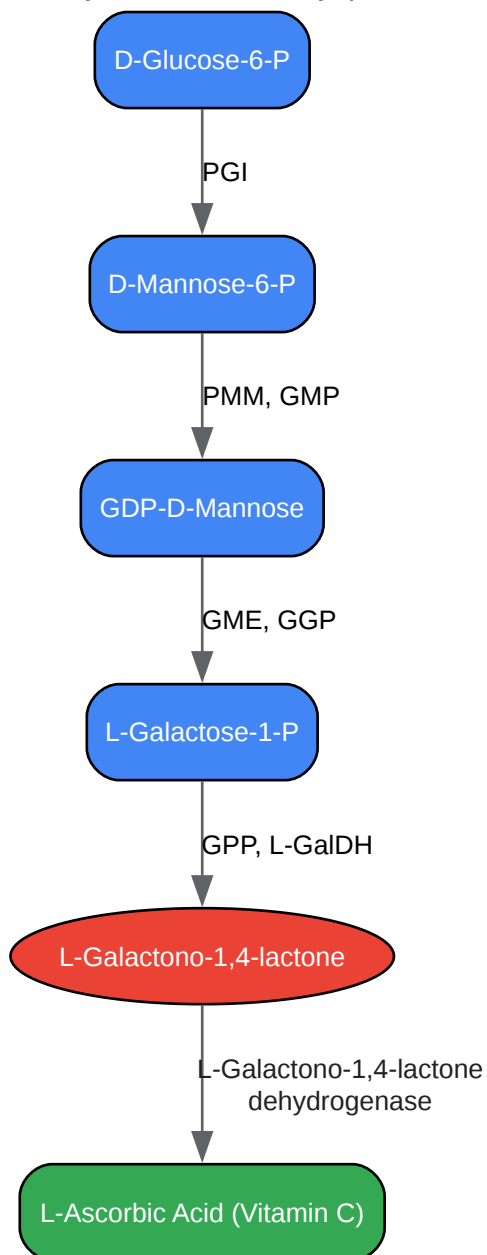 D-Glucose-6-P
PGI
D-Mannose-6-P
PMM, GMP
GDP-D-Mannose
GME, GGP
L-Galactose-1-P
GPP, L-GalDH
L-Galactono-1,4-lactone
L-Galactono-1,4-lactone
dehydrogenase
L-Ascorbic Acid (Vitamin C)